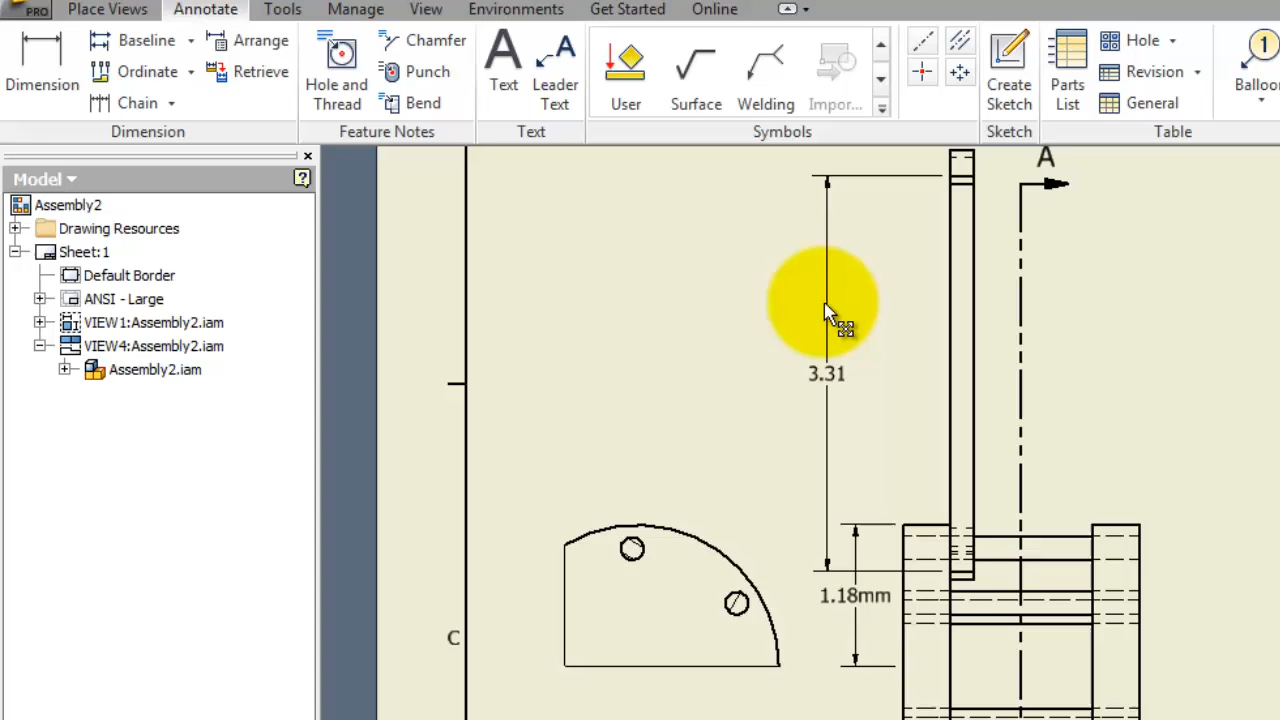 PRO Place Views Annotate Tools Manage View Environments Get Started Online
Dimension
Baseline
Ordinate
Chain
Arrange
Retrieve
Dimension
Hole and
Thread
Chamfer
Punch
Bend
Feature Notes
A
Text
A
Leader
Text
Text
User
Surface
Welding
Impor...
Symbols
Create
Sketch
Sketch
Parts
List
Hole
Revision
General
Table
1
Balloo
Model
?
Assembly2
Drawing Resources
Sheet:1
Default Border
ANSI - Large
VIEW1:Assembly2.iam
VIEW4:Assembly2.iam
Assembly2.iam
A
3.31
1.18mm
C